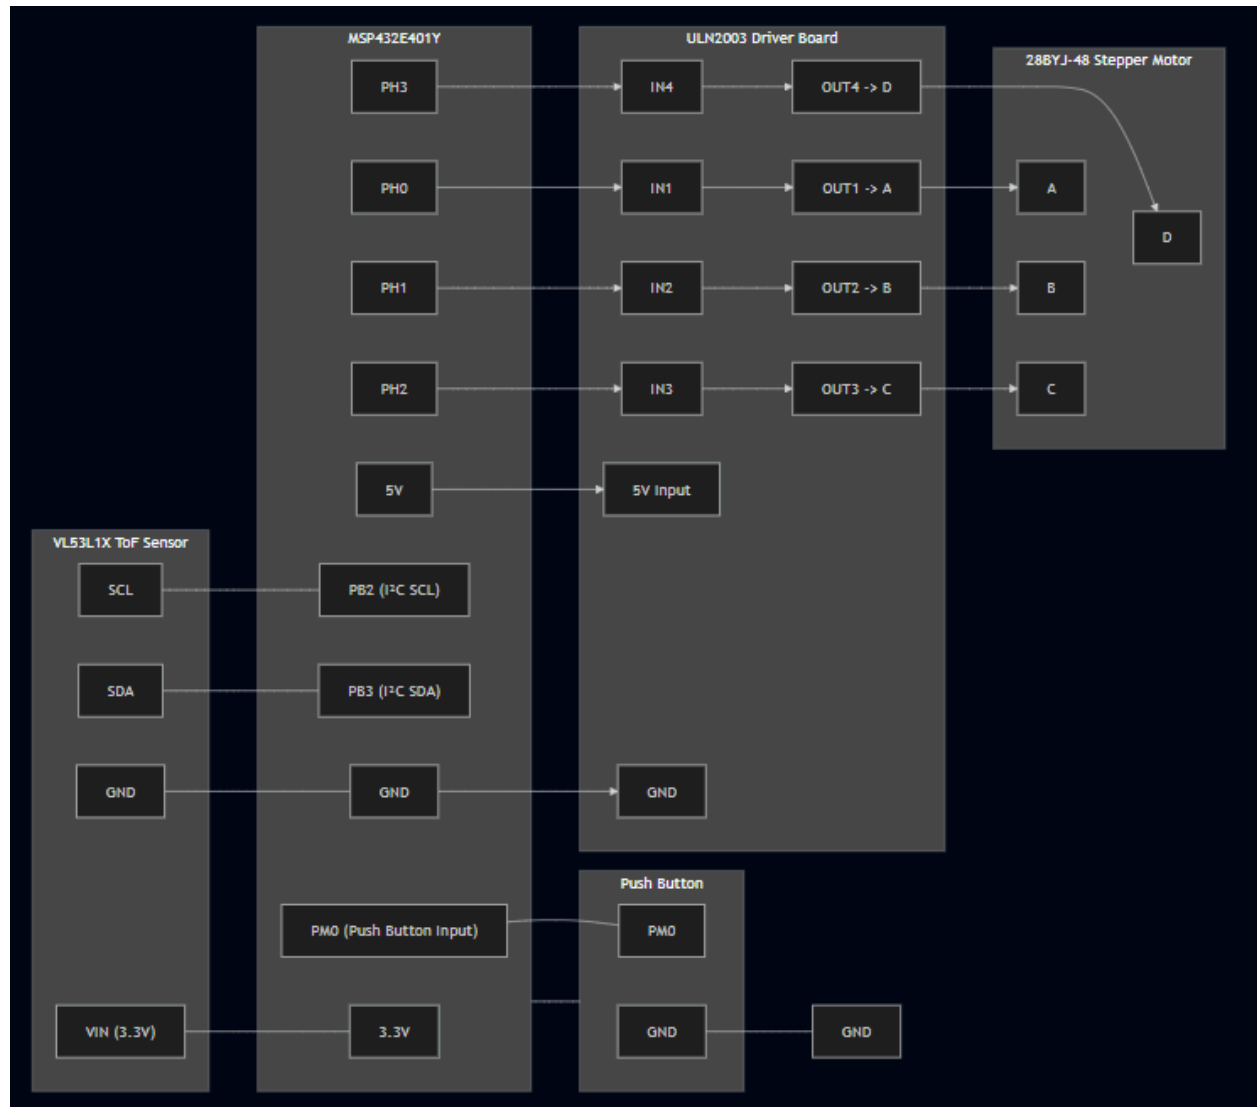 MSP432E401Y
PH3
PH0
PH1
PH2
5V
PB2 (I²C SCL)
PB3 (I²C SDA)
GND
PM0 (Push Button Input)
3.3V
ULN2003 Driver Board
IN4
OUT4 -> D
IN1
OUT1 -> A
IN2
OUT2 -> B
IN3
OUT3 -> C
5V Input
GND
28BYJ-48 Stepper Motor
A
D
B
C
VL53L1X ToF Sensor
SCL
SDA
GND
VIN (3.3V)
Push Button
PM0
GND
GND